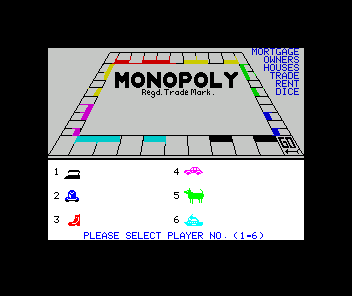 MORTGAGE
OWNERS
HOUSES
TRADE
RENT
DICE
MONOPOLY
Regd. Trade Mark.
GO
1
4
2
5
3
6
PLEASE SELECT PLAYER NO. (1-6)